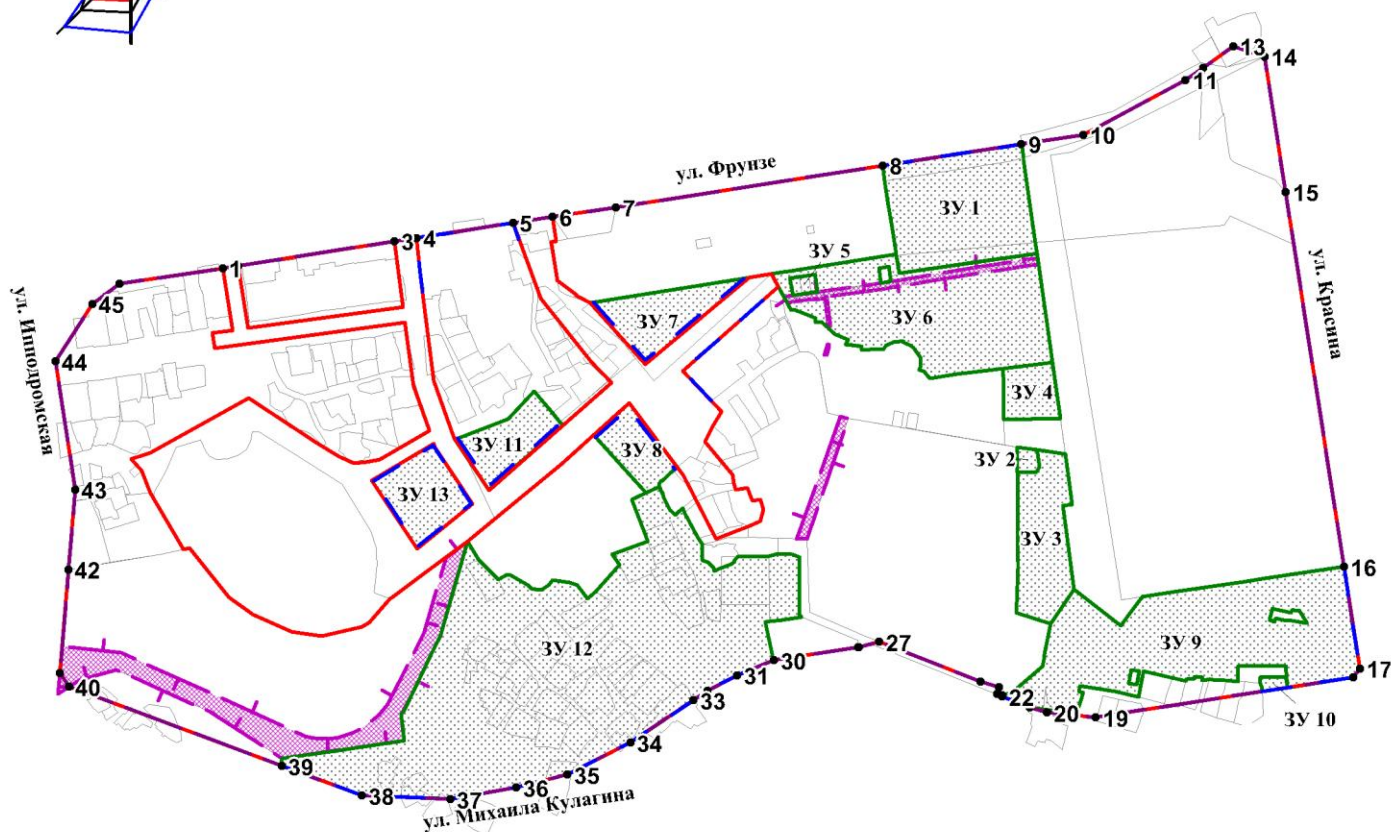 13
14
11
10
9
8
ул. Фрунзе
15
ЗУ 1
7
6
5
4
3
ЗУ 5
1
45
ул. Красина
ул. Ипподромская
ЗУ 7
ЗУ 6
44
ЗУ 4
ЗУ 11
ЗУ 8
ЗУ 2
43
ЗУ 13
ЗУ 3
16
42
27
ЗУ 9
ЗУ 12
30
17
31
40
22
33
20
19
ЗУ 10
34
39
35
36
38
37
ул. Михаила Кулагина